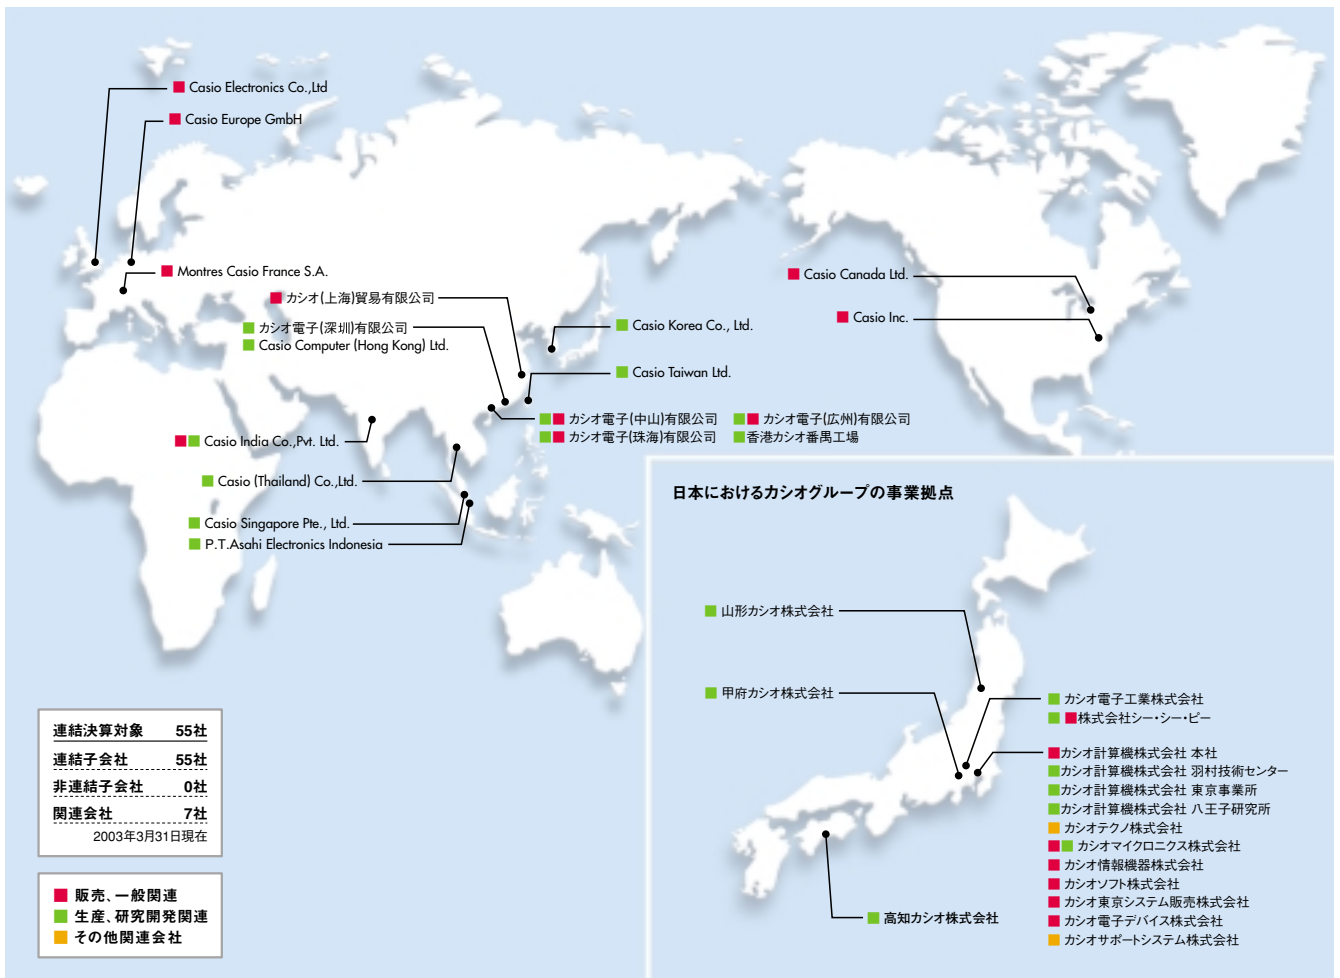 Casio Electronics Co.,Ltd
Casio Europe GmbH
Montres Casio France S.A.
カシオ(上海)貿易有限公司
カシオ電子(深圳)有限公司
Casio Computer (Hong Kong) Ltd.
Casio Korea Co., Ltd.
Casio Taiwan Ltd.
カシオ電子(中山)有限公司
カシオ電子(広州)有限公司
カシオ電子(珠海)有限公司
香港カシオ番禺工場
Casio India Co.,Pvt. Ltd.
Casio (Thailand) Co.,Ltd.
Casio Singapore Pte., Ltd.
P.T.Asahi Electronics Indonesia
Casio Canada Ltd.
Casio Inc.
日本におけるカシオグループの事業拠点
山形カシオ株式会社
甲府カシオ株式会社
カシオ電子工業株式会社
株式会社シー・シー・ピー
カシオ計算機株式会社 本社
カシオ計算機株式会社 羽村技術センター
カシオ計算機株式会社 東京事業所
カシオ計算機株式会社 八王子研究所
カシオテクノ株式会社
カシオマイクロニクス株式会社
カシオ情報機器株式会社
カシオソフト株式会社
カシオ東京システム販売株式会社
カシオ電子デバイス株式会社
カシオサポートシステム株式会社
高知カシオ株式会社
連結決算対象 55社
連結子会社 55社
非連結子会社 0社
関連会社 7社
2003年3月31日現在
販売、一般関連
生産、研究開発関連
その他関連会社